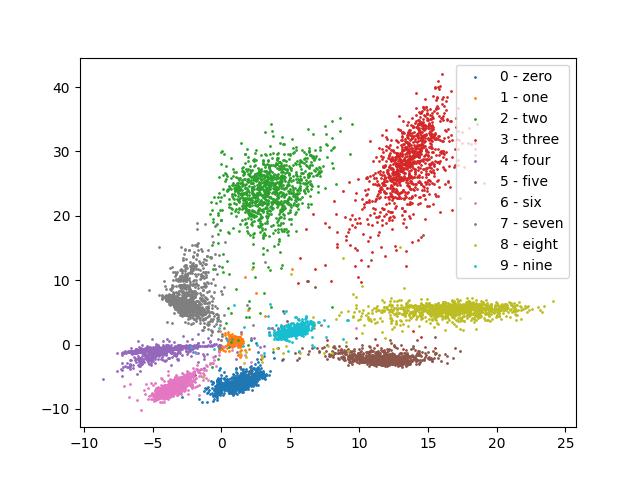 40
30
20
10
0
−10
−10
−5
0
5
10
15
20
25
0 - zero
1 - one
2 - two
3 - three
4 - four
5 - five
6 - six
7 - seven
8 - eight
9 - nine